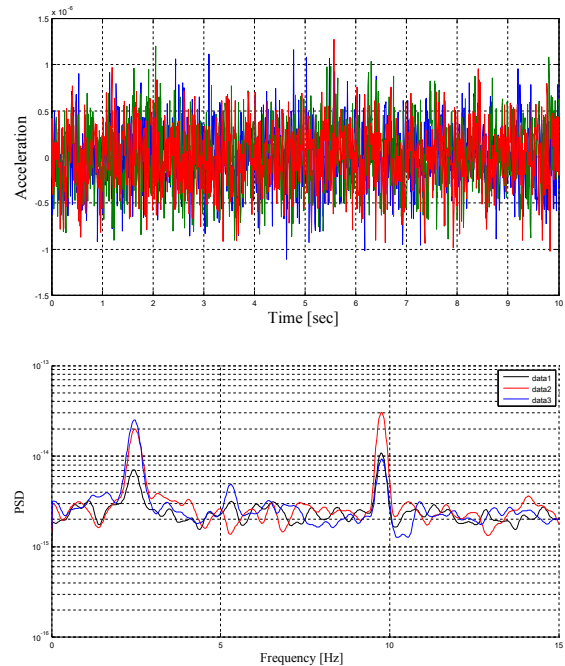 x 10^-6
1.5
1
0.5
0
-0.5
-1
-1.5
Acceleration
0 1 2 3 4 5 6 7 8 9 10
Time [sec]
10^-13
10^-14
10^-15
10^-16
PSD
data1
data2
data3
0 5 10 15
Frequency [Hz]